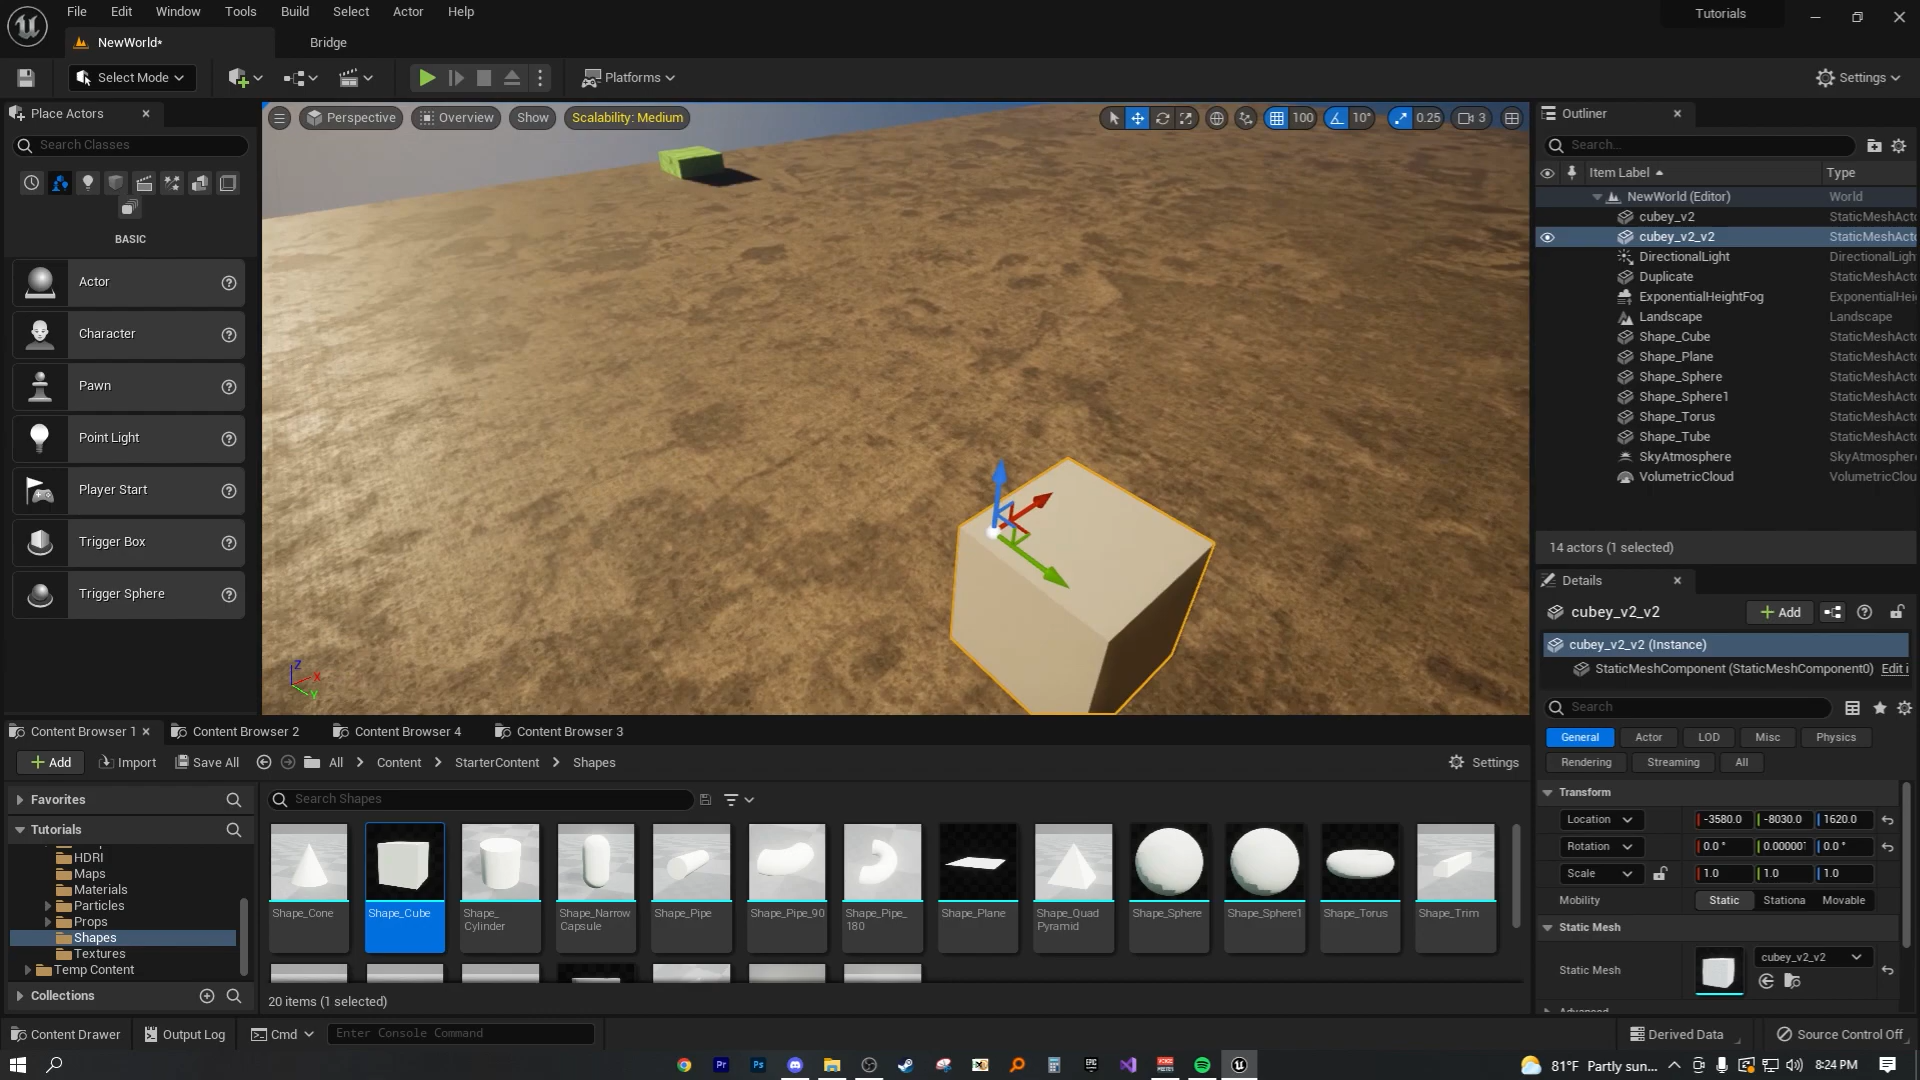 File Edit Window Tools Build Select Actor Help
Tutorials
NewWorld*
Bridge
Select Mode
Platforms
Settings
Place Actors
Search Classes
BASIC
Actor
Character
Pawn
Point Light
Player Start
Trigger Box
Trigger Sphere
Perspective
Overview
Show
Scalability: Medium
100
10°
0.25
3
Z
X
Y
Outliner
Search...
Item Label Type
NewWorld (Editor) World
cubey_v2 StaticMeshActo
cubey_v2_v2 StaticMeshActo
DirectionalLight DirectionalLigh
Duplicate StaticMeshActo
ExponentialHeightFog ExponentialHei
Landscape Landscape
Shape_Cube StaticMeshActo
Shape_Plane StaticMeshActo
Shape_Sphere StaticMeshActo
Shape_Sphere1 StaticMeshActo
Shape_Torus StaticMeshActo
Shape_Tube StaticMeshActo
SkyAtmosphere SkyAtmosphere
VolumetricCloud VolumetricCloud
14 actors (1 selected)
Details
cubey_v2_v2
Add
cubey_v2_v2 (Instance)
StaticMeshComponent (StaticMeshComponent0) Edit i
Search
General Actor LOD Misc Physics
Rendering Streaming All
Transform
Location -3580.0 -8030.0 1620.0
Rotation 0.0 ° 0.00000 0.0 °
Scale 1.0 1.0 1.0
Mobility Static Stationa Movable
Static Mesh
Static Mesh cubey_v2_v2
Advanced
Content Browser 1
Content Browser 2
Content Browser 4
Content Browser 3
Add
Import
Save All
All
Content
StarterContent
Shapes
Settings
Favorites
Tutorials
HDRI
Maps
Materials
Particles
Props
Shapes
Textures
Temp Content
Collections
Search Shapes
Shape_Cone
Shape_Cube
Shape_
Cylinder
Shape_Narrow
Capsule
Shape_Pipe
Shape_Pipe_90
Shape_Pipe_
180
Shape_Plane
Shape_Quad
Pyramid
Shape_Sphere
Shape_Sphere1
Shape_Torus
Shape_Trim
20 items (1 selected)
Content Drawer
Output Log
Cmd
Enter Console Command
Derived Data
Source Control Off
Pr
Ps
81°F Partly sun...
8:24 PM